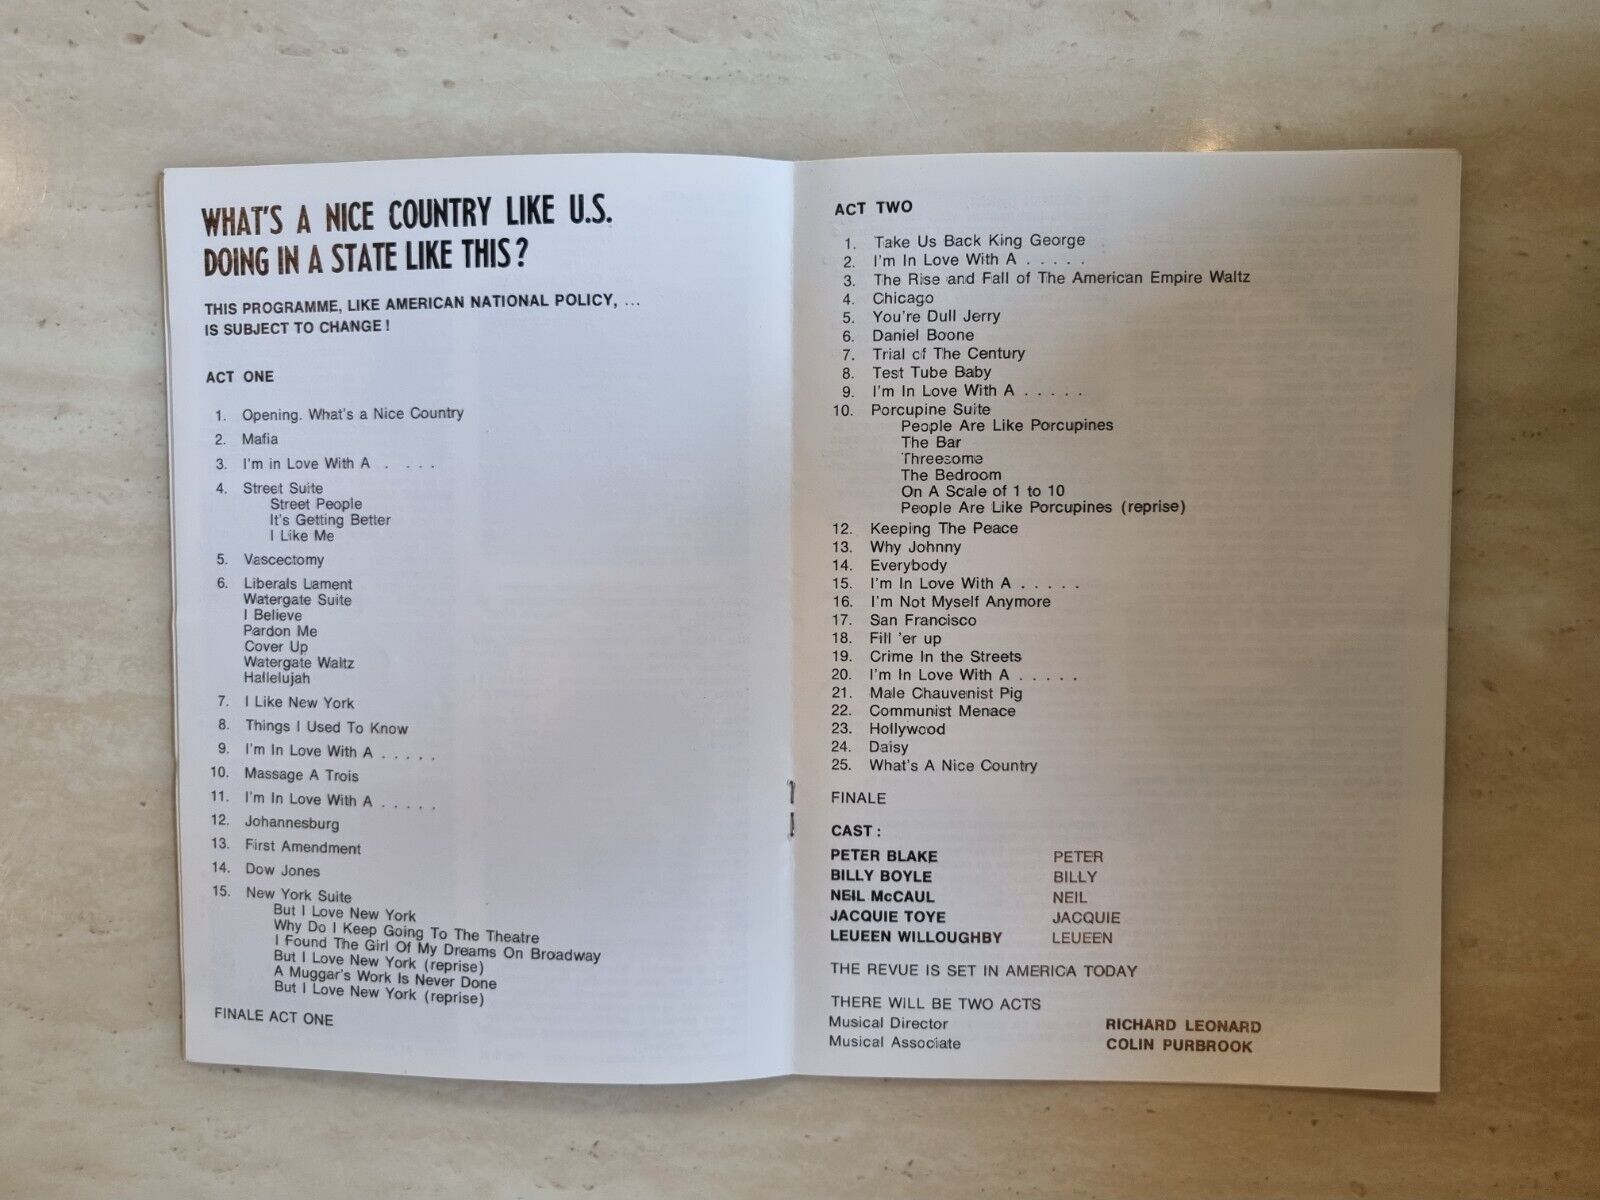 WHAT'S A NICE COUNTRY LIKE U.S.
DOING IN A STATE LIKE THIS?
THIS PROGRAMME, LIKE AMERICAN NATIONAL POLICY, ...
IS SUBJECT TO CHANGE!
ACT ONE
1. Opening. What's a Nice Country
2. Mafia
3. I'm in Love With A . . . .
4. Street Suite
Street People
It's Getting Better
I Like Me
5. Vascectomy
6. Liberals Lament
Watergate Suite
I Believe
Pardon Me
Cover Up
Watergate Waltz
Hallelujah
7. I Like New York
8. Things I Used To Know
9. I'm In Love With A . . . . .
10. Massage A Trois
11. I'm In Love With A . . . . .
12. Johannesburg
13. First Amendment
14. Dow Jones
15. New York Suite
But I Love New York
Why Do I Keep Going To The Theatre
I Found The Girl Of My Dreams On Broadway
But I Love New York (reprise)
A Muggar's Work Is Never Done
But I Love New York (reprise)
FINALE ACT ONE
ACT TWO
1. Take Us Back King George
2. I'm In Love With A . . . . .
3. The Rise and Fall of The American Empire Waltz
4. Chicago
5. You're Dull Jerry
6. Daniel Boone
7. Trial of The Century
8. Test Tube Baby
9. I'm In Love With A . . . . .
10. Porcupine Suite
People Are Like Porcupines
The Bar
Threesome
The Bedroom
On A Scale of 1 to 10
People Are Like Porcupines (reprise)
12. Keeping The Peace
13. Why Johnny
14. Everybody
15. I'm In Love With A . . . . .
16. I'm Not Myself Anymore
17. San Francisco
18. Fill 'er up
19. Crime In the Streets
20. I'm In Love With A . . . . .
21. Male Chauvenist Pig
22. Communist Menace
23. Hollywood
24. Daisy
25. What's A Nice Country
FINALE
CAST :
PETER BLAKE PETER
BILLY BOYLE BILLY
NEIL McCAUL NEIL
JACQUIE TOYE JACQUIE
LEUEEN WILLOUGHBY LEUEEN
THE REVUE IS SET IN AMERICA TODAY
THERE WILL BE TWO ACTS
Musical Director RICHARD LEONARD
Musical Associate COLIN PURBROOK